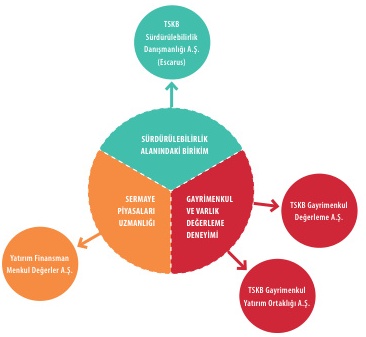 TSKB
Sürdürülebilirlik
Danışmanlığı A.Ş.
(Escarus)
SÜRDÜRÜLEBİLİRLİK
ALANINDAKİ BİRİKİM
SERMAYE
PİYASALARI
UZMANLIĞI
GAYRİMENKUL
VE VARLIK
DEĞERLEME
DENEYİMİ
TSKB Gayrimenkul
Değerleme A.Ş.
Yatırım Finansman
Menkul Değerler A.Ş.
TSKB Gayrimenkul
Yatırım Ortaklığı A.Ş.